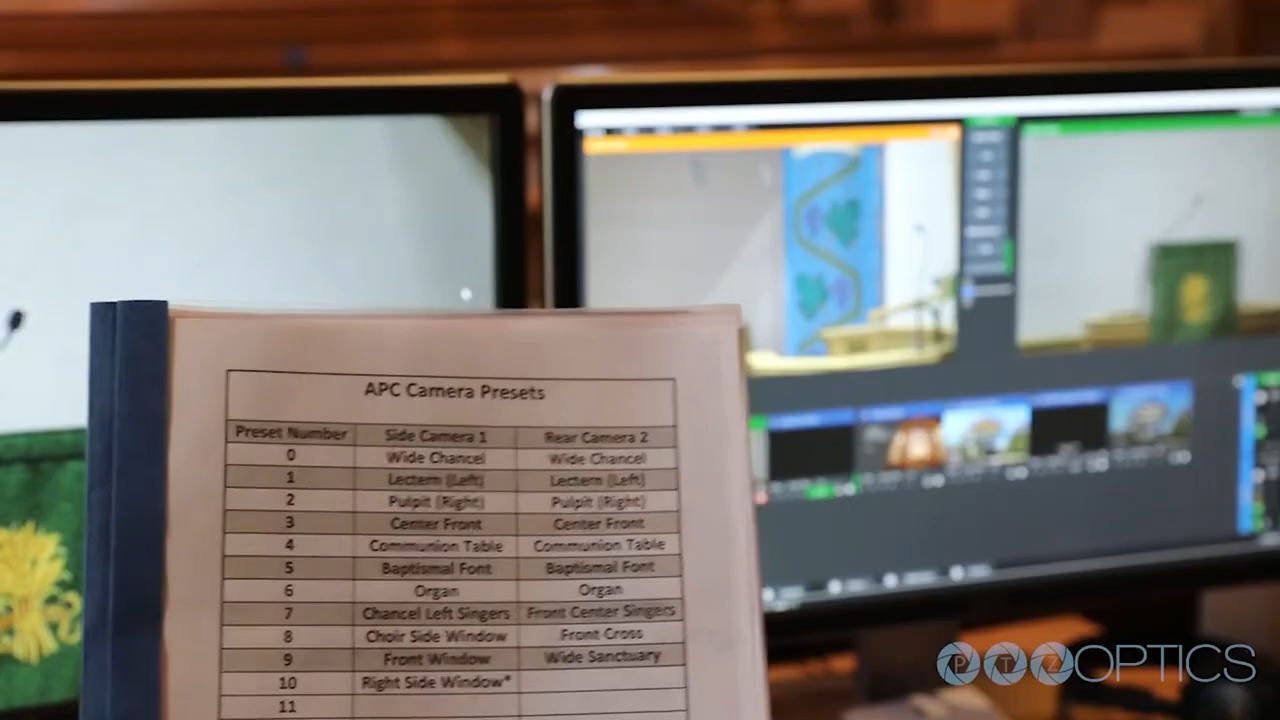 APC Camera Presets
Preset Number Side Camera 1 Rear Camera 2
0 Wide Chancel Wide Chancel
1 Lectern (Left) Lectern (Left)
2 Pulpit (Right) Pulpit (Right)
3 Center Front Center Front
4 Communion Table Communion Table
5 Baptismal Font Baptismal Font
6 Organ Organ
7 Chancel Left Singers Front Center Singers
8 Choir Side Window Front Cross
9 Front Window Wide Sanctuary
10 Right Side Window*
11
PTZOPTICS